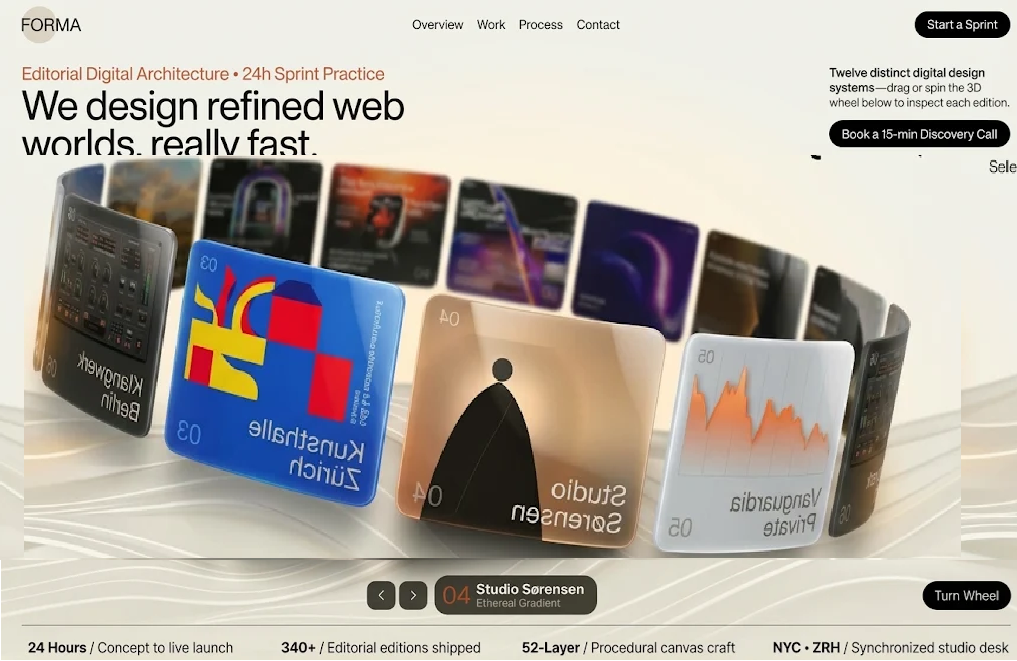 FORMA
Overview Work Process Contact
Start a Sprint
Editorial Digital Architecture • 24h Sprint Practice
We design refined web
worlds, really fast.
Twelve distinct digital design
systems—drag or spin the 3D
wheel below to inspect each edition.
Book a 15-min Discovery Call
Sele
06
Klangwerk
Berlin
03
03
Kunsthalle
Zürich
04
04
Studio
Sørensen
05
Vanguardia
Private
05
04 Studio Sørensen
Ethereal Gradient
Turn Wheel
24 Hours / Concept to live launch
340+ / Editorial editions shipped
52-Layer / Procedural canvas craft
NYC • ZRH / Synchronized studio desk